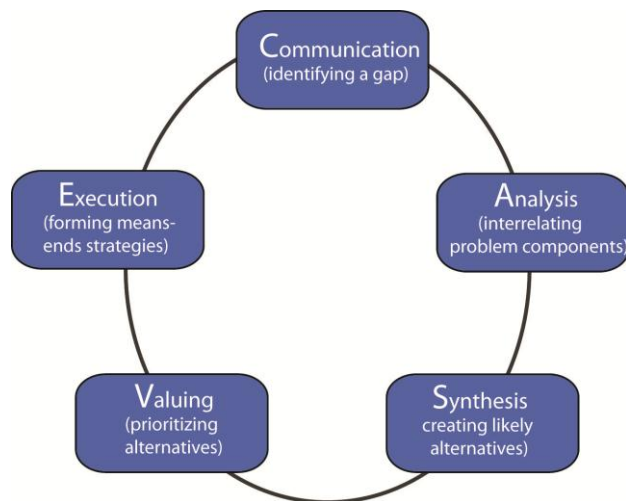 Communication
(identifying a gap)
Analysis
(interrelating
problem components)
Synthesis
creating likely
alternatives)
Valuing
(prioritizing
alternatives)
Execution
(forming means-
ends strategies)